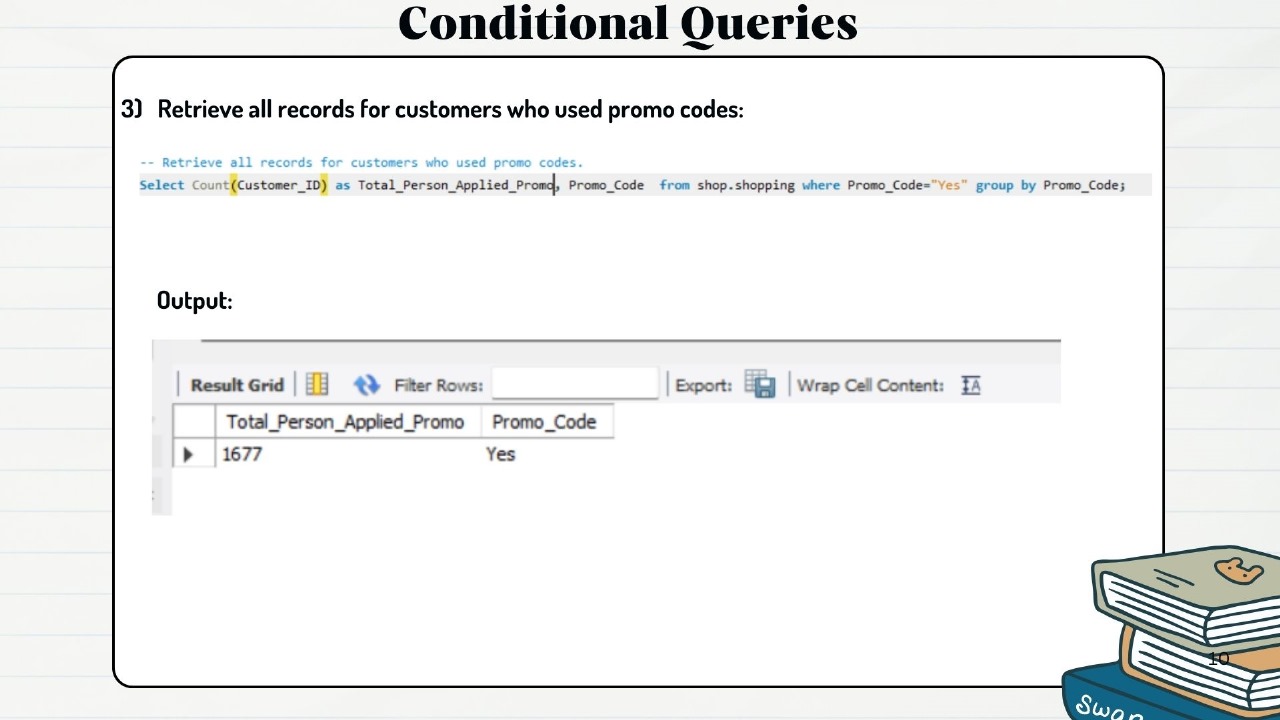 Conditional Queries
3) Retrieve all records for customers who used promo codes:
-- Retrieve all records for customers who used promo codes.
Select Count(Customer_ID) as Total_Person_Applied_Promo, Promo_Code from shop.shopping where Promo_Code="Yes" group by Promo_Code;
Output:
Result Grid Filter Rows: Export: Wrap Cell Content: IA
Total_Person_Applied_Promo Promo_Code
1677 Yes
10